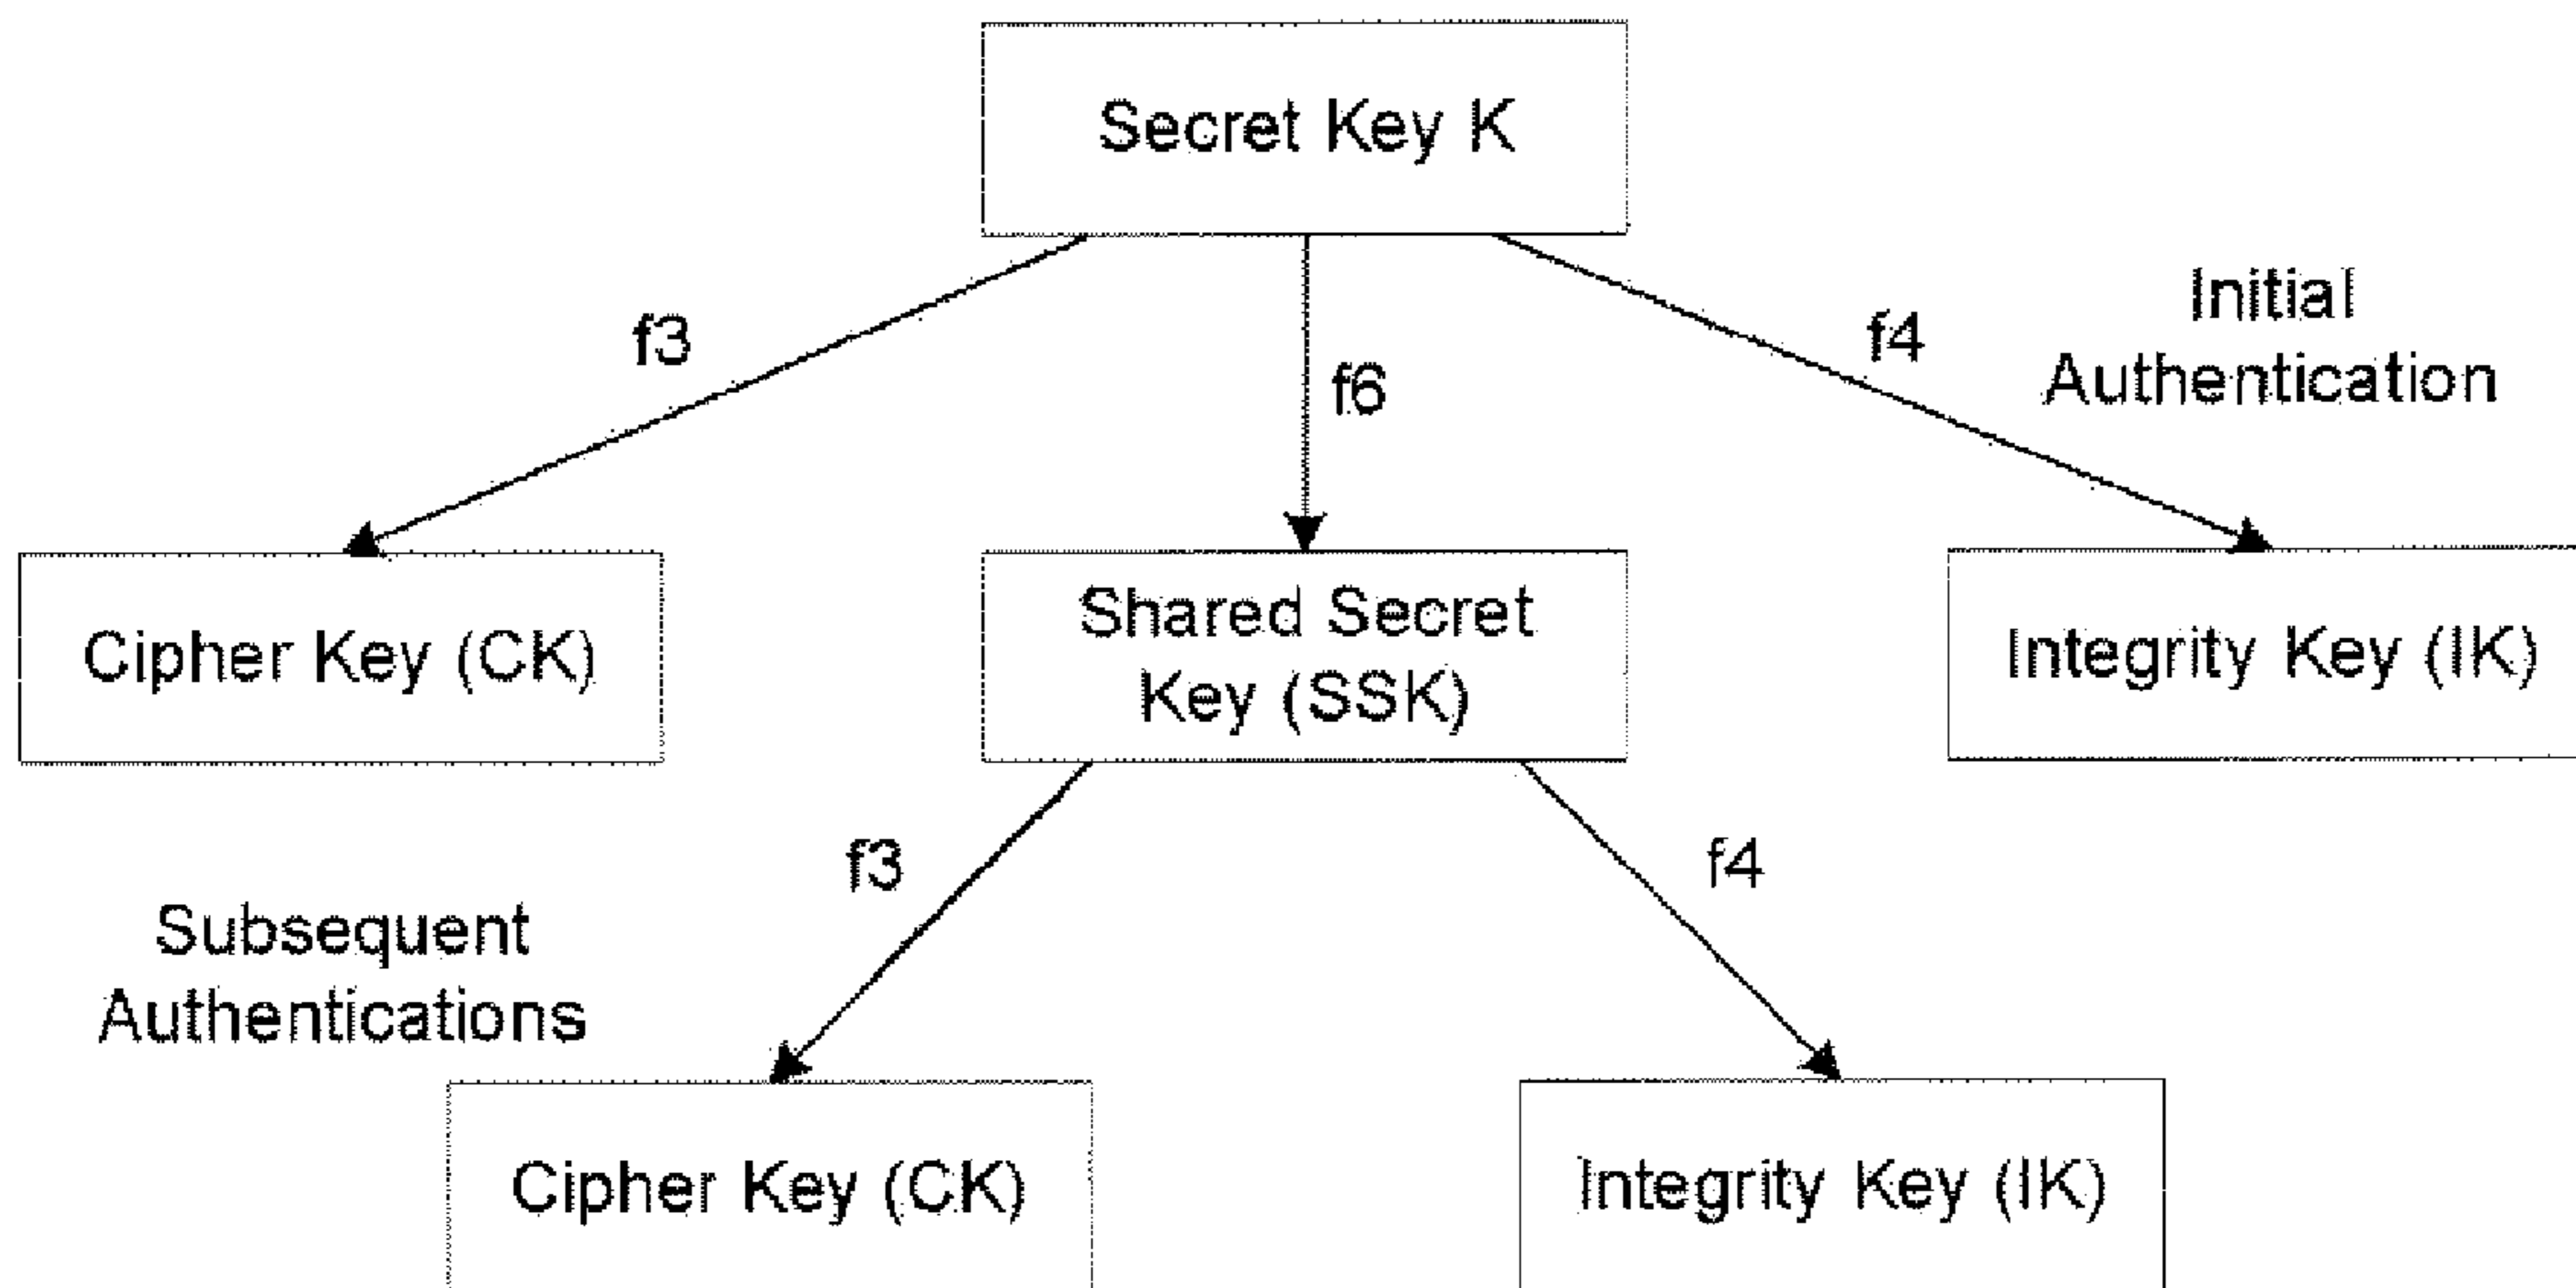 Secret Key K
Initial
Authentication
f3
f6
f4
Cipher Key (CK)
Shared Secret
Key (SSK)
Integrity Key (IK)
f3
f4
Subsequent
Authentications
Cipher Key (CK)
Integrity Key (IK)